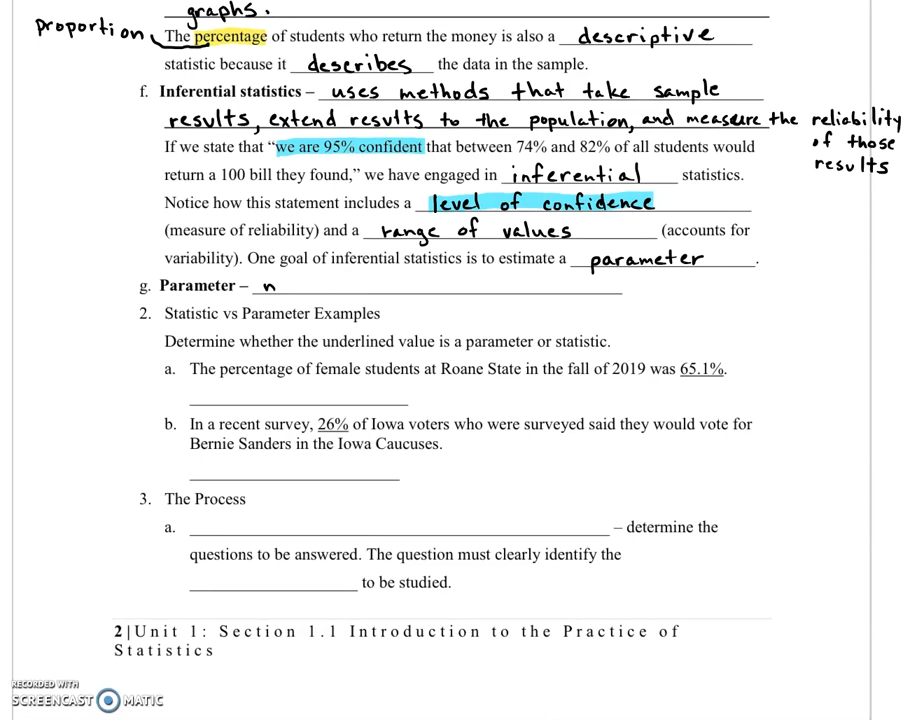 graphs.
proportion
The percentage of students who return the money is also a descriptive
statistic because it describes the data in the sample.
f. Inferential statistics – uses methods that take sample
results, extend results to the population, and measure the reliability
of those
results
If we state that “we are 95% confident that between 74% and 82% of all students would
return a 100 bill they found,” we have engaged in inferential statistics.
Notice how this statement includes a level of confidence
(measure of reliability) and a range of values (accounts for
variability). One goal of inferential statistics is to estimate a parameter.
g. Parameter – n
2. Statistic vs Parameter Examples
Determine whether the underlined value is a parameter or statistic.
a. The percentage of female students at Roane State in the fall of 2019 was 65.1%.
b. In a recent survey, 26% of Iowa voters who were surveyed said they would vote for
Bernie Sanders in the Iowa Caucuses.
3. The Process
a. – determine the
questions to be answered. The question must clearly identify the
to be studied.
2|Unit 1: Section 1.1 Introduction to the Practice of
Statistics
RECORDED WITH
SCREENCAST MATIC